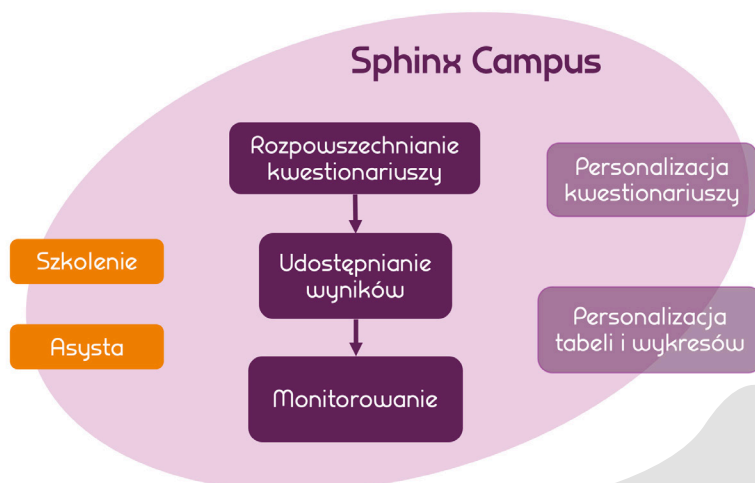 Sphinx Campus
Rozpowszechnianie
kwestionariuszy
Personalizacja
kwestionariuszy
Szkolenie
Udostępnianie
wyników
Asysta
Personalizacja
tabeli i wykresów
Monitorowanie